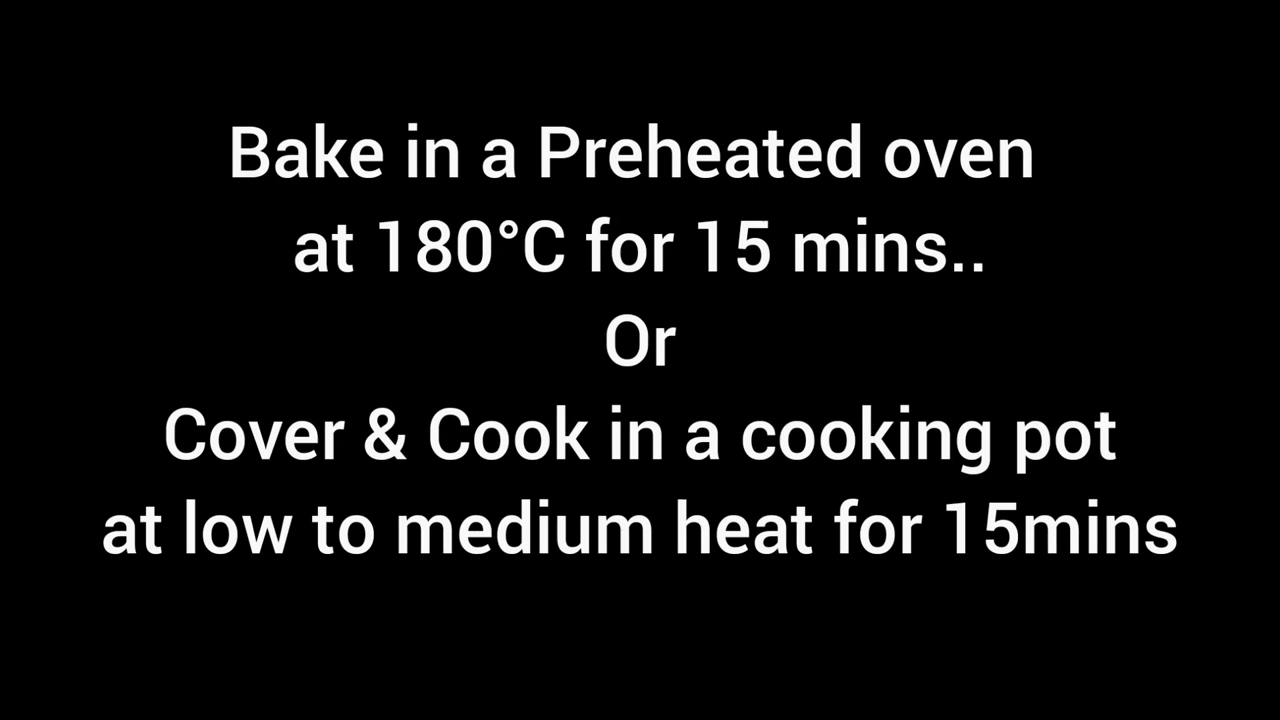 Bake in a Preheated oven
at 180°C for 15 mins..
Or
Cover & Cook in a cooking pot
at low to medium heat for 15mins